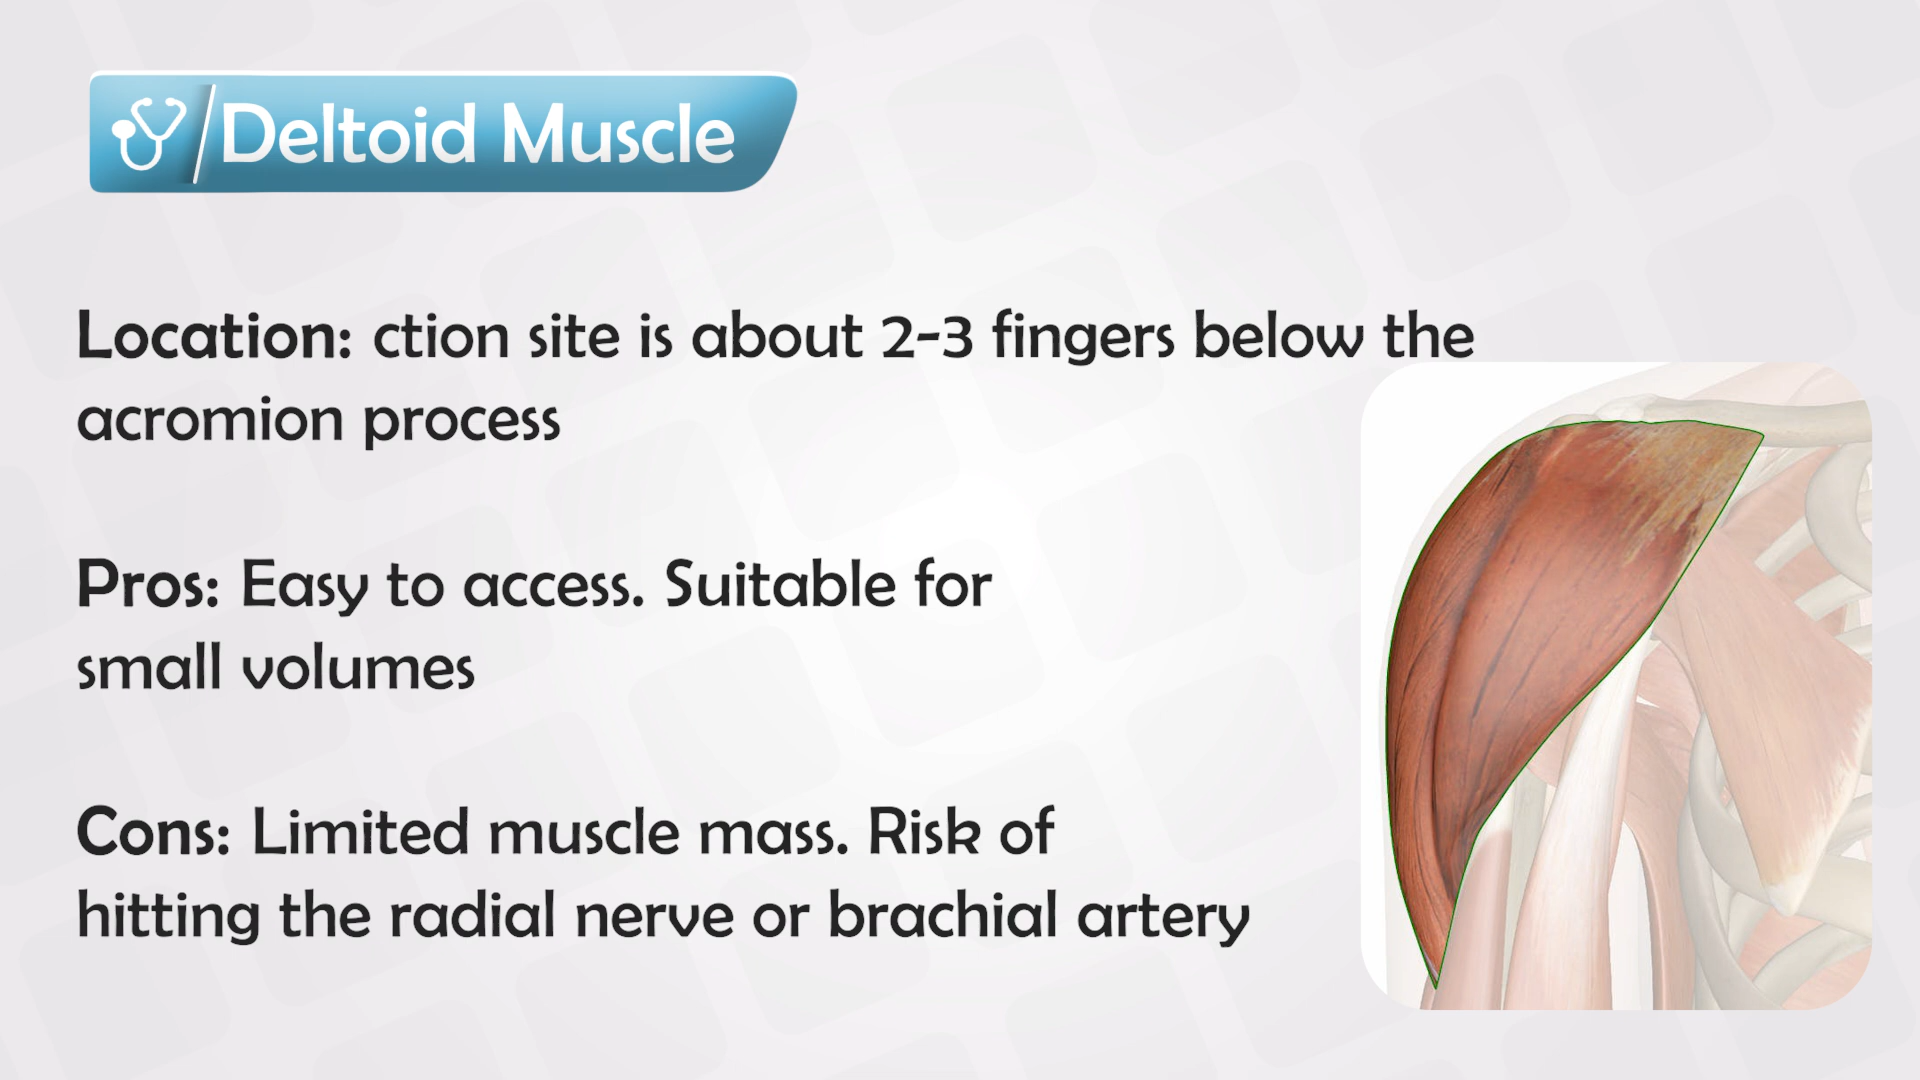 Deltoid Muscle
Location: ction site is about 2-3 fingers below the
acromion process
Pros: Easy to access. Suitable for
small volumes
Cons: Limited muscle mass. Risk of
hitting the radial nerve or brachial artery